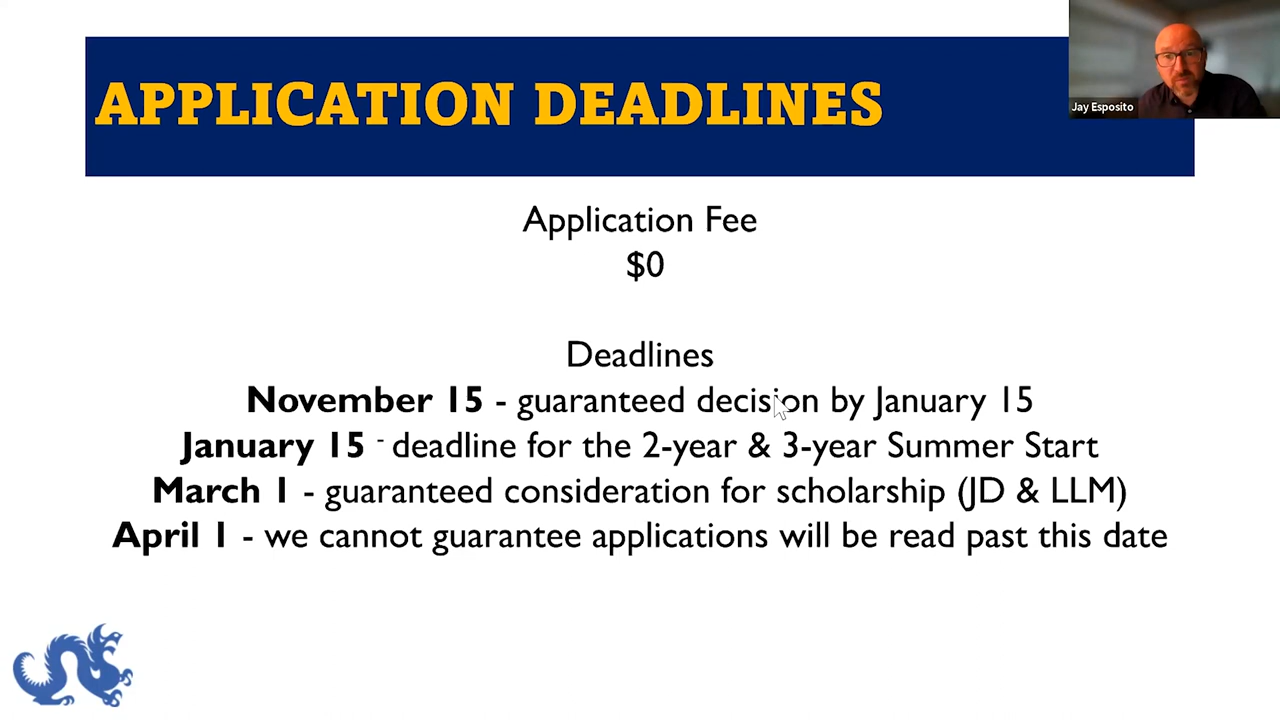 APPLICATION DEADLINES
Jay Esposito
Application Fee
$0
Deadlines
November 15 - guaranteed decision by January 15
January 15 - deadline for the 2-year & 3-year Summer Start
March 1 - guaranteed consideration for scholarship (JD & LLM)
April 1 - we cannot guarantee applications will be read past this date